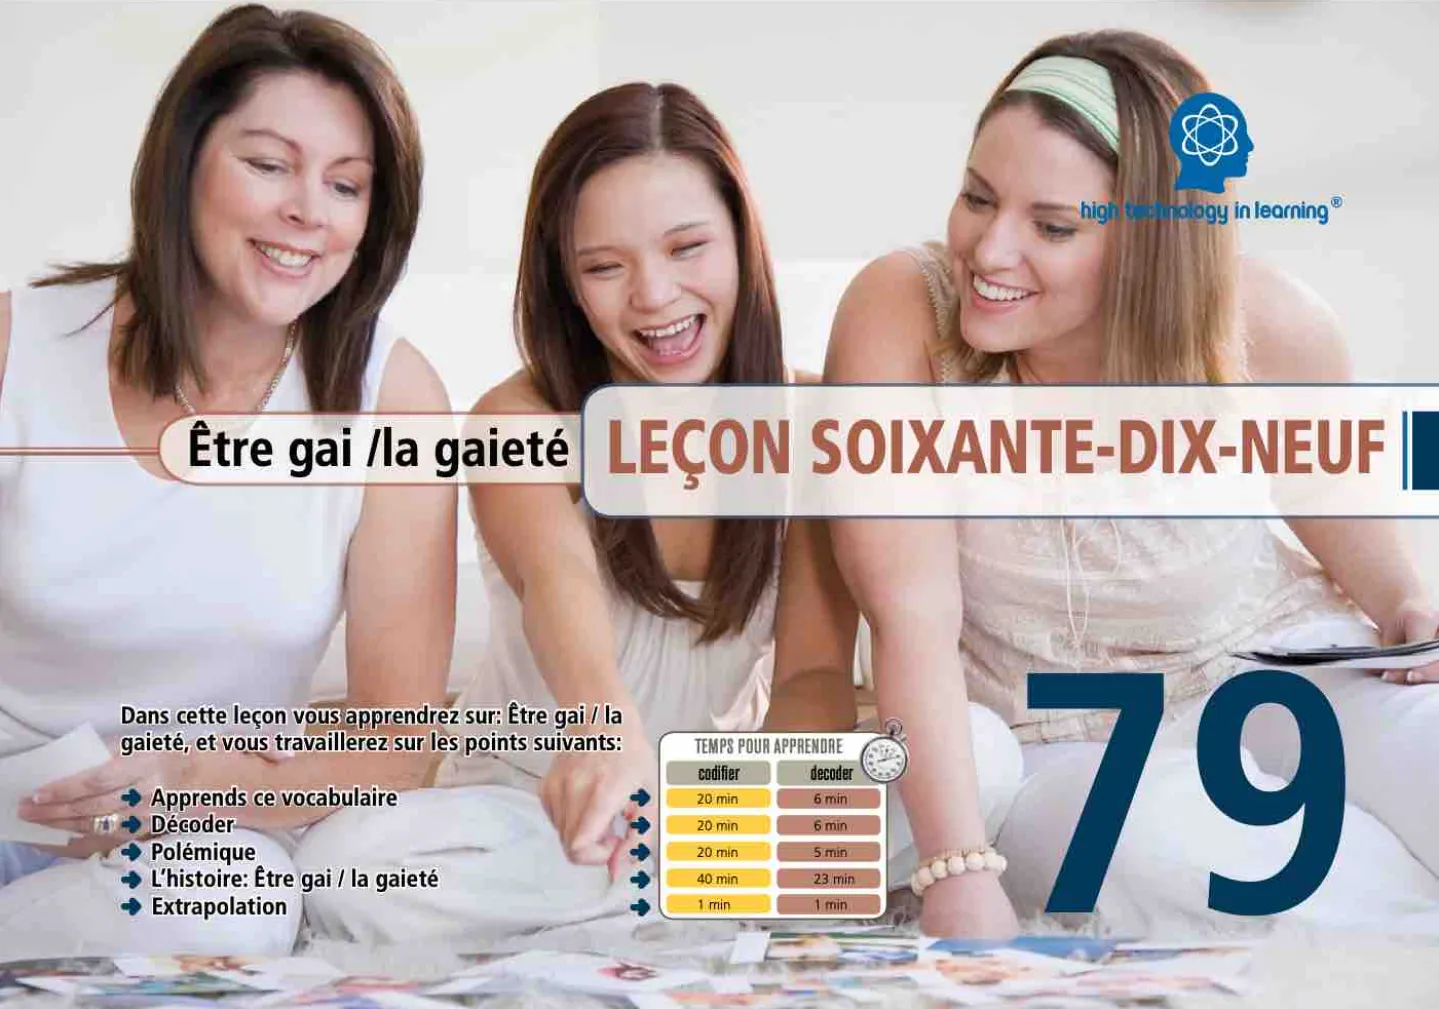 high technology in learning®
Être gai /la gaieté
LEÇON SOIXANTE-DIX-NEUF
79
Dans cette leçon vous apprendrez sur: Être gai / la
gaieté, et vous travaillerez sur les points suivants:
Apprends ce vocabulaire
Décoder
Polémique
L'histoire: Être gai / la gaieté
Extrapolation
TEMPS POUR APPRENDRE
codifier decoder
20 min 6 min
20 min 6 min
20 min 5 min
40 min 23 min
1 min 1 min